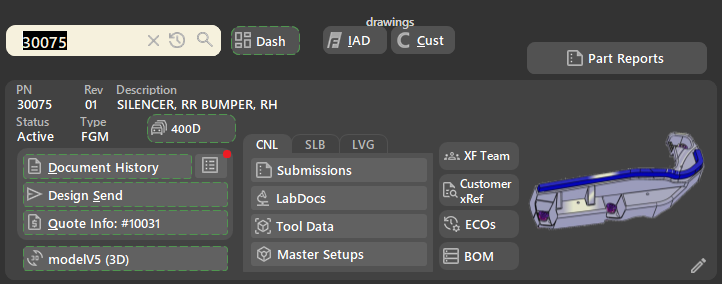 drawings
30075
Dash
IAD
Cust
Part Reports
PN Rev Description
30075 01 SILENCER, RR BUMPER, RH
Status Type
Active FGM
400D
Document History
Design Send
Quote Info: #10031
modelV5 (3D)
CNL SLB LVG
Submissions
LabDocs
Tool Data
Master Setups
XF Team
Customer
xRef
ECOs
BOM